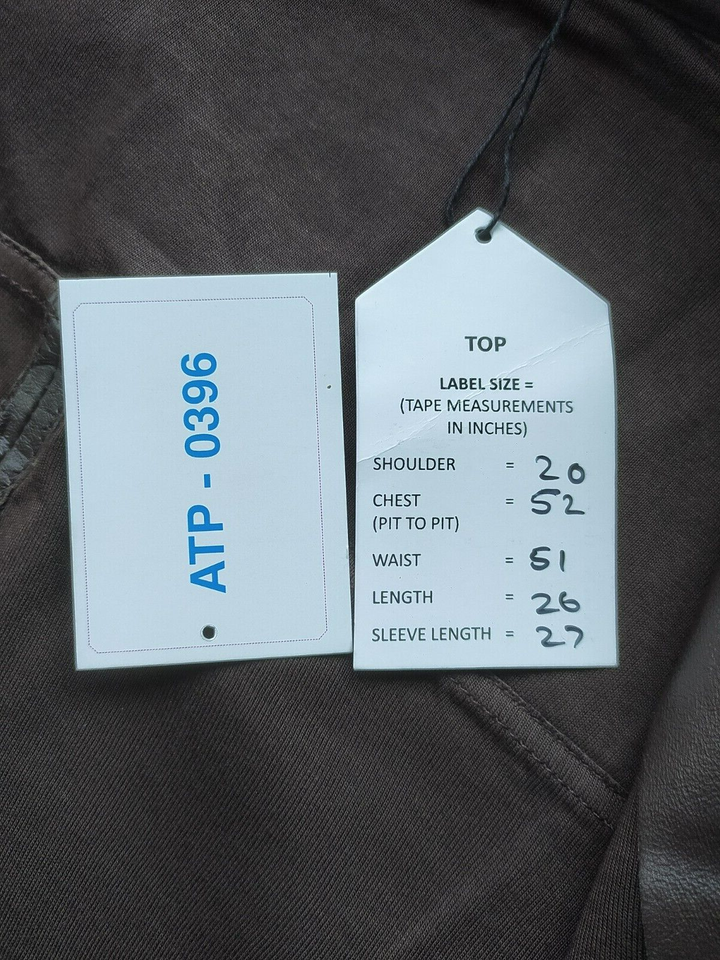 ATP - 0396
TOP
LABEL SIZE =
(TAPE MEASUREMENTS
IN INCHES)
SHOULDER = 20
CHEST = 52
(PIT TO PIT)
WAIST = 51
LENGTH = 26
SLEEVE LENGTH = 27